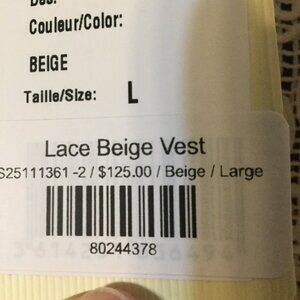 Couleur/Color:
BEIGE
Taille/Size: L
Lace Beige Vest
S25111361 -2 / $125.00 / Beige / Large
80244378